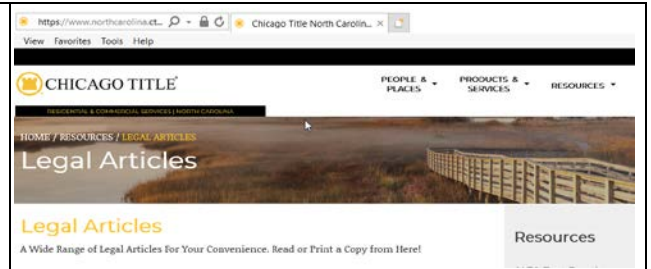 https://www.northcarolina.ct... Chicago Title North Carolin...
View Favorites Tools Help
CHICAGO TITLE
PEOPLE & PLACES
PRODUCTS & SERVICES
RESOURCES
RESIDENTIAL & COMMERCIAL SERVICES | NORTH CAROLINA
HOME / RESOURCES / LEGAL ARTICLES
Legal Articles
Legal Articles
A Wide Range of Legal Articles For Your Convenience. Read or Print a Copy from Here!
Resources